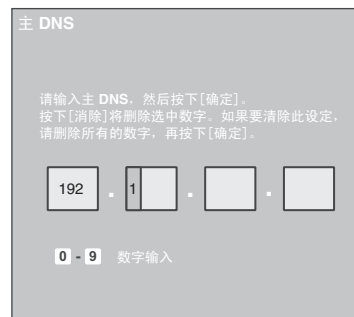 主 DNS
请输入主 DNS，然后按下[确定]。
按下[消除]将删除选中数字。如果要清除此设定，
请删除所有的数字，再按下[确定]。
192 . 1 . .
0 - 9 数字输入